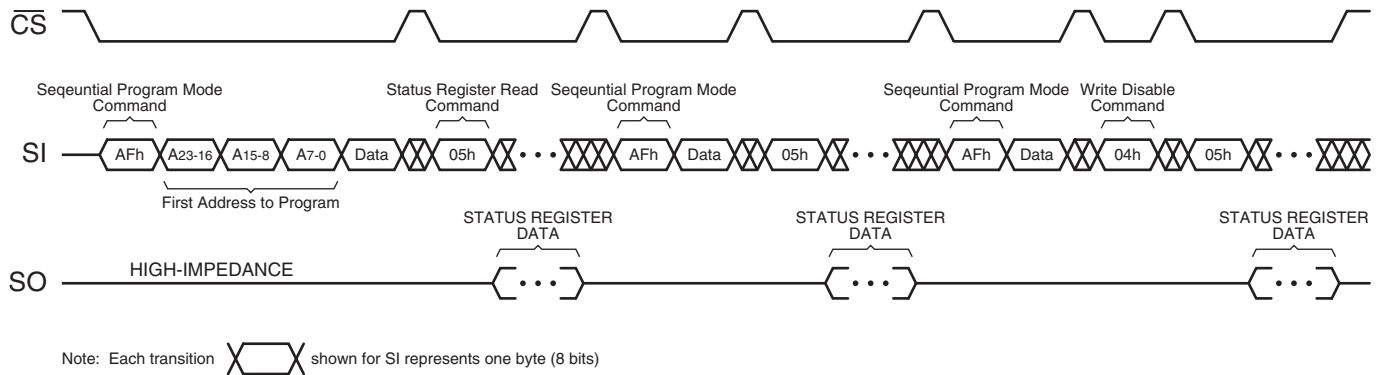 CS
Seqeuntial Program Mode
Command
Status Register Read
Command
Seqeuntial Program Mode
Command
Seqeuntial Program Mode
Command
Write Disable
Command
SI
AFh
A23-16
A15-8
A7-0
Data
05h
AFh
Data
05h
AFh
Data
04h
05h
First Address to Program
STATUS REGISTER
DATA
STATUS REGISTER
DATA
STATUS REGISTER
DATA
SO
HIGH-IMPEDANCE
Note: Each transition shown for SI represents one byte (8 bits)